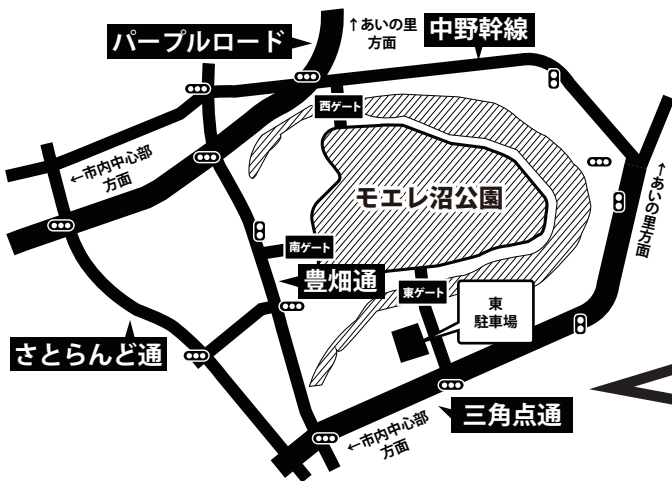 パープルロード
↑あいの里
方面
中野幹線
西ゲート
←市内中心部
方面
モエレ沼公園
↑あいの里方面
南ゲート
豊畑通
東ゲート
東
駐車場
さとらんど通
三角点通
←市内中心部
方面